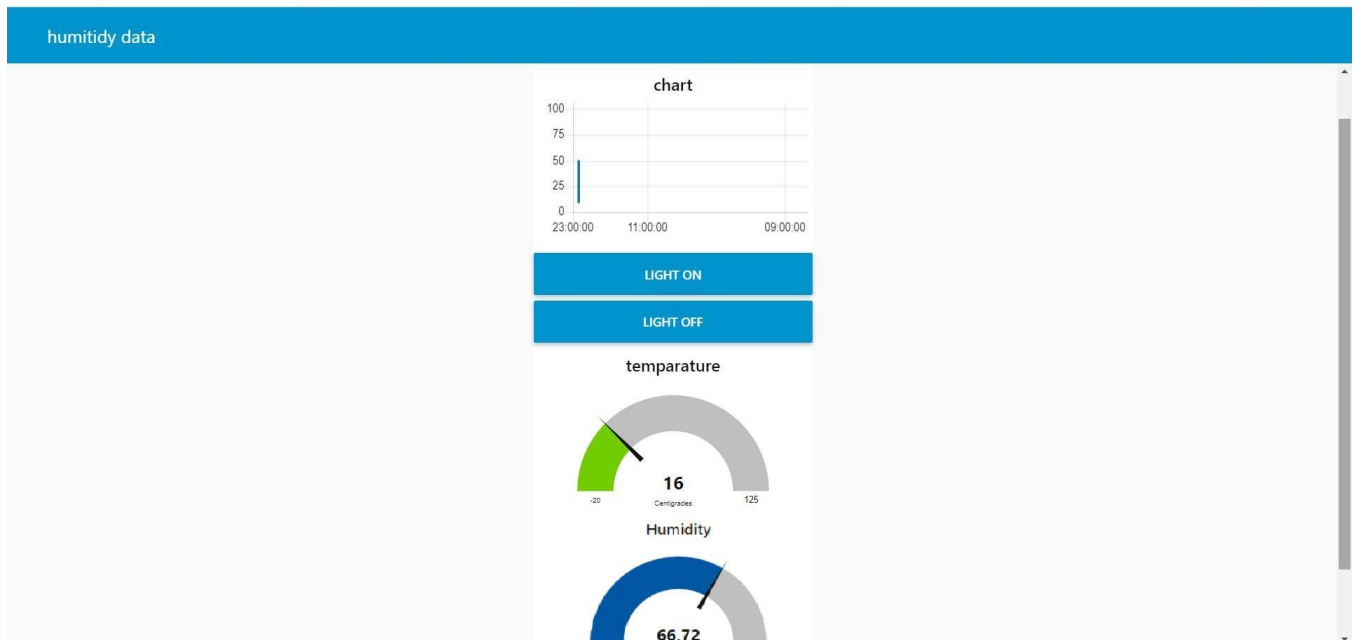 humitidy data
chart
100
75
50
25
0
23:00:00 11:00:00 09:00:00
LIGHT ON
LIGHT OFF
temparature
16
-20 Centigrades 125
Humidity
66.72